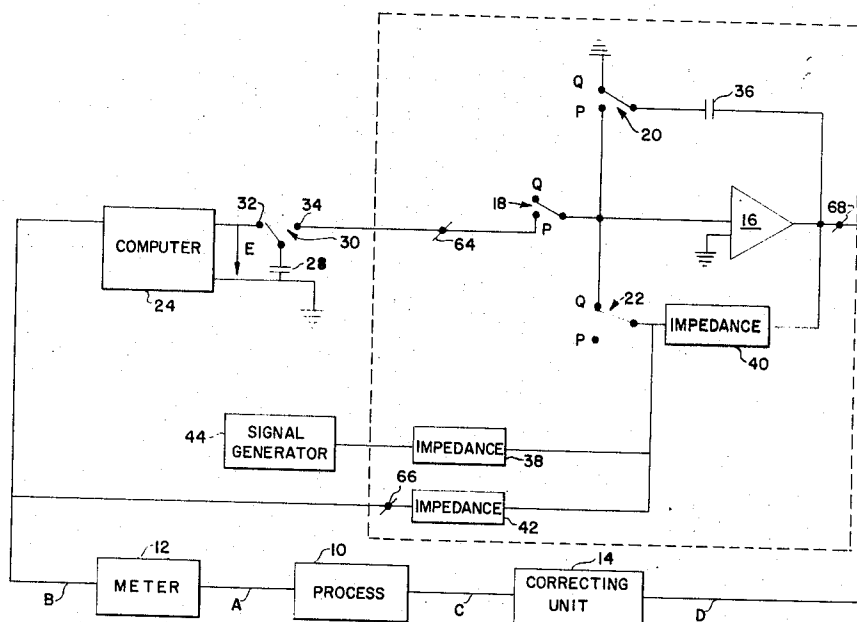 Q
P
20
36
32
34
30
E
28
COMPUTER
24
64
18
Q
P
16
68
Q
22
P
IMPEDANCE
40
44
SIGNAL
GENERATOR
IMPEDANCE
38
66
IMPEDANCE
42
12
METER
B
A
10
PROCESS
C
14
CORRECTING
UNIT
D